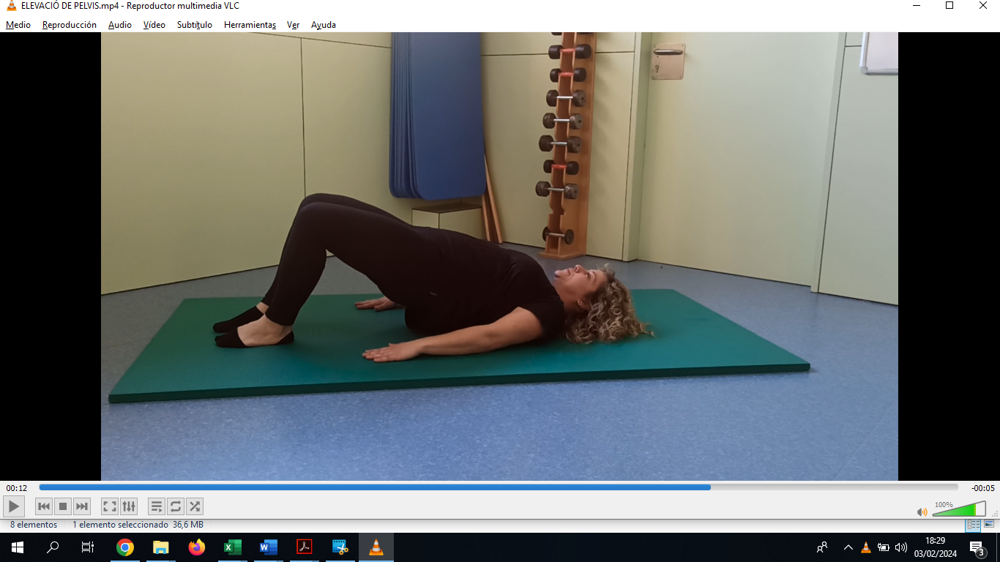 ELEVACIÓ DE PELVIS.mp4 - Reproductor multimedia VLC
Medio Reproducción Audio Vídeo Subtítulo Herramientas Ver Ayuda
00:12 -00:05
100%
8 elementos 1 elemento seleccionado 36,6 MB
18:29
03/02/2024
3